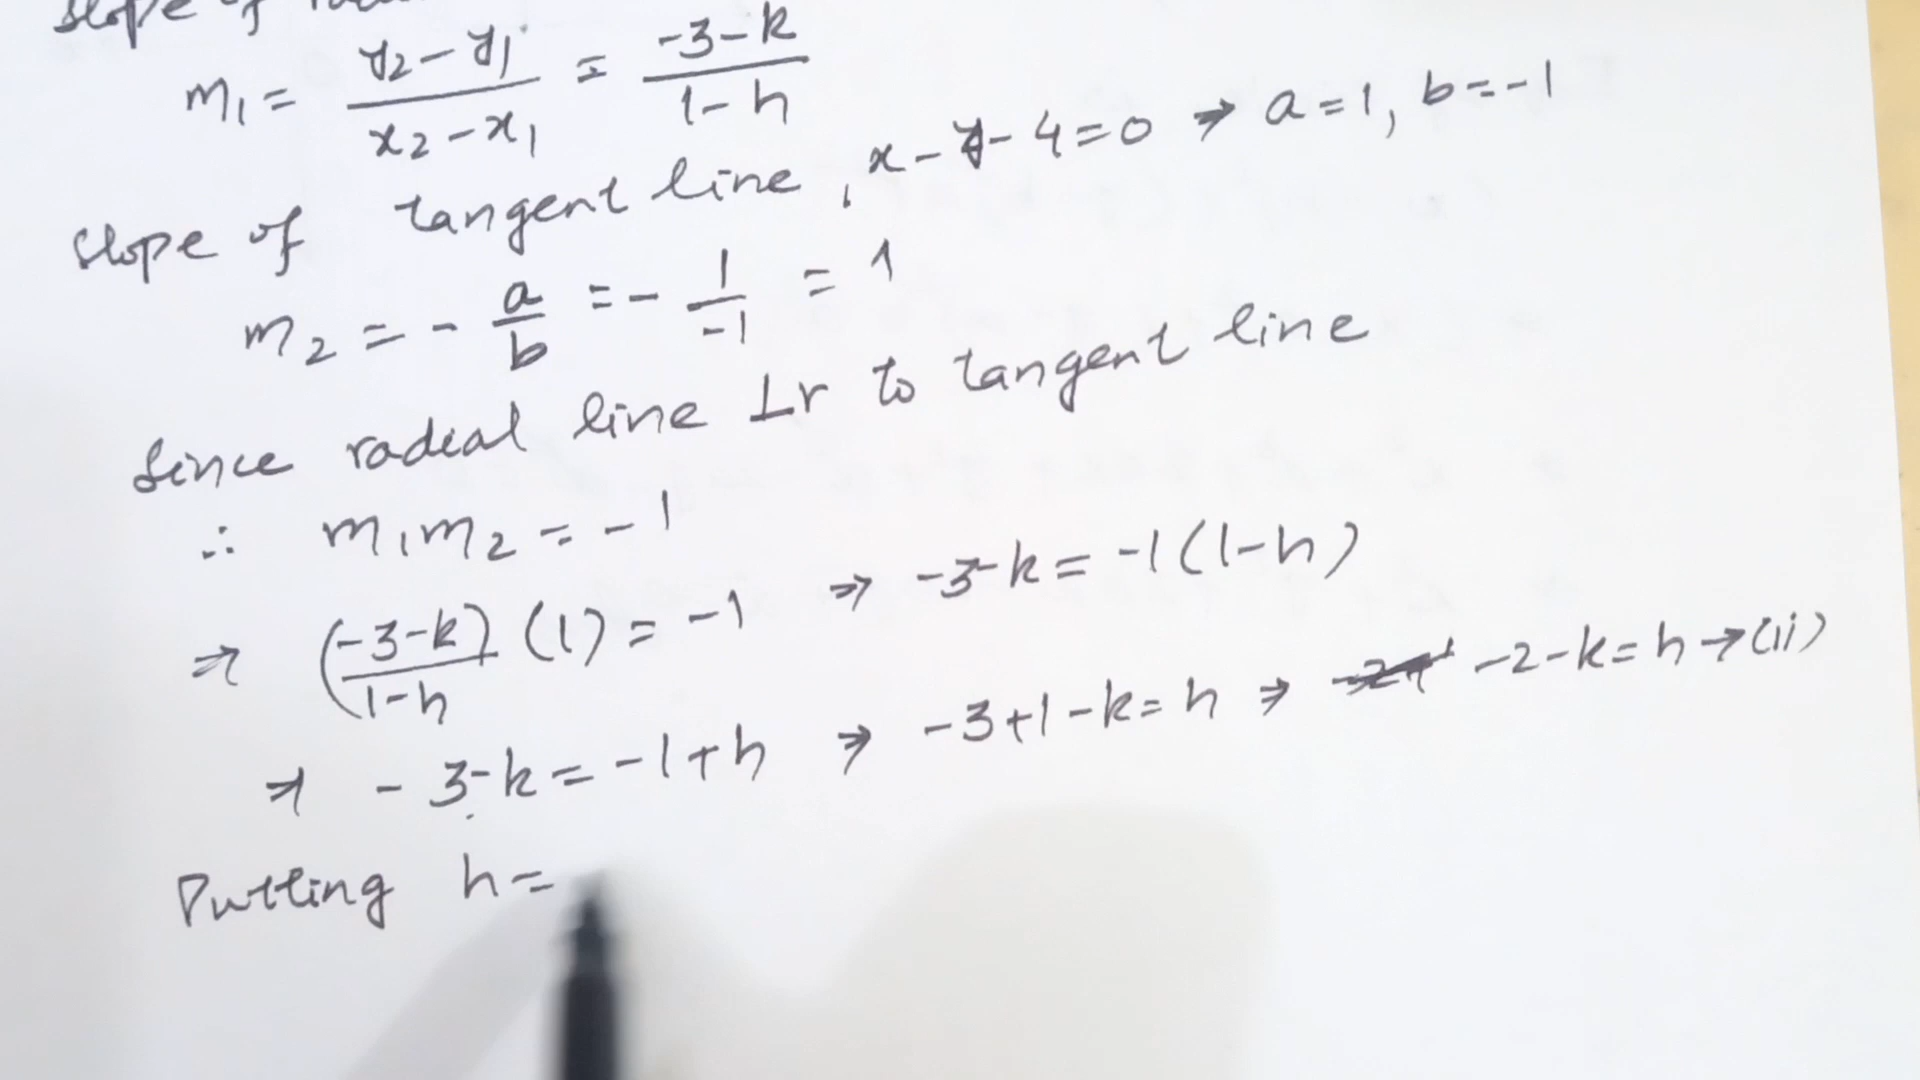 slope of
m₁ = (y₂ - y₁)/(x₂ - x₁) = (-3-k)/(1-h)
slope of tangent line, x - y - 4 = 0 → a = 1, b = -1
m₂ = - a/b = - 1/-1 = 1
Since radial line ⊥r to tangent line
∴ m₁m₂ = -1
⇒ ((-3-k)/(1-h)) (1) = -1 ⇒ -3-k = -1(1-h)
⇒ -3-k = -1+h ⇒ -3+1-k = h ⇒ -2-k = h → (ii)
Putting h =